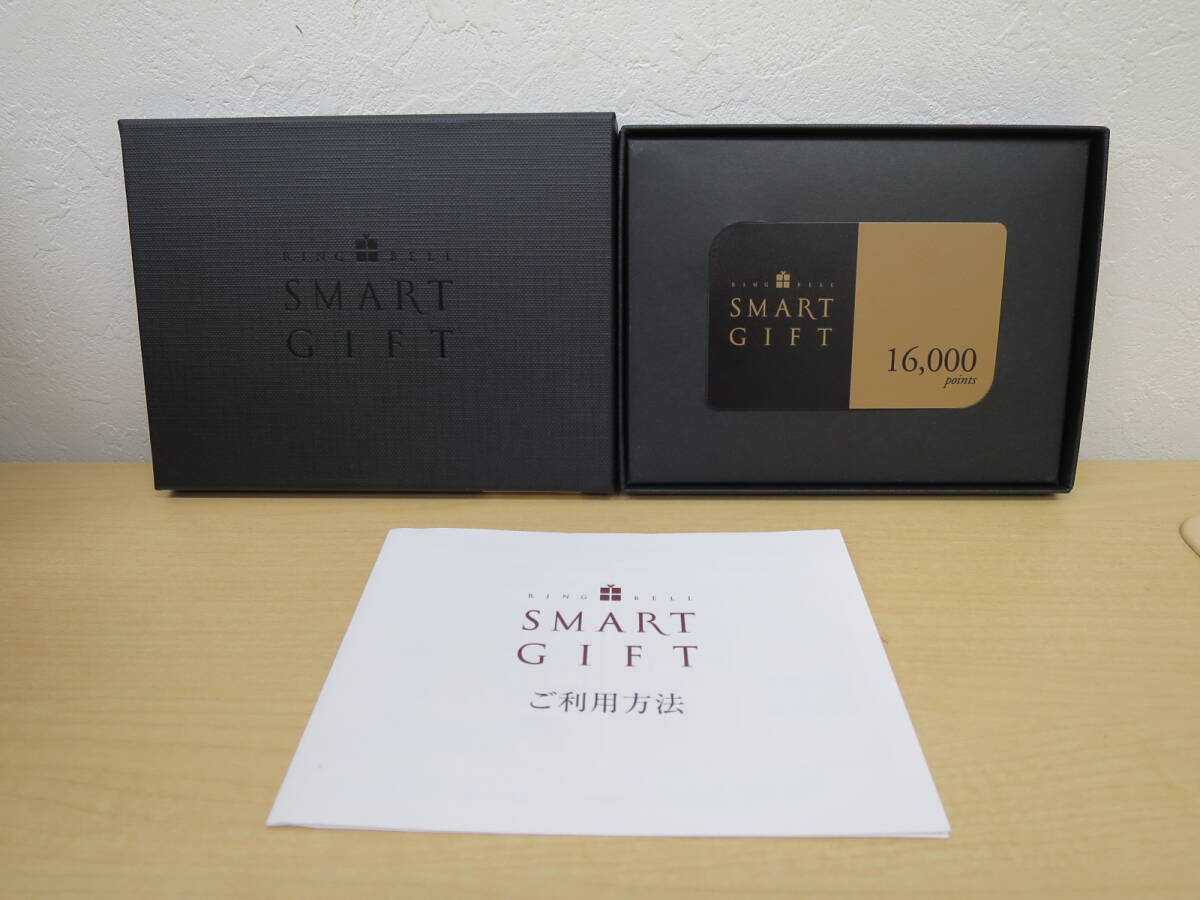 RING BELL
SMART
GIFT
RING BELL
SMART
GIFT
16,000
points
RING BELL
SMART
GIFT
ご利用方法